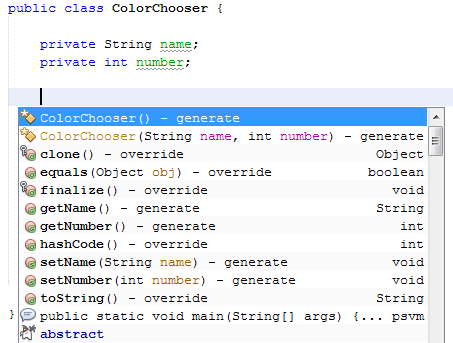 public class ColorChooser {
private String name;
private int number;
ColorChooser() - generate
ColorChooser(String name, int number) - generate
clone() - override Object
equals(Object obj) - override boolean
finalize() - override void
getName() - generate String
getNumber() - generate int
hashCode() - override int
setName(String name) - generate void
setNumber(int number) - generate void
toString() - override String
} public static void main(String[] args) {... psvm
abstract